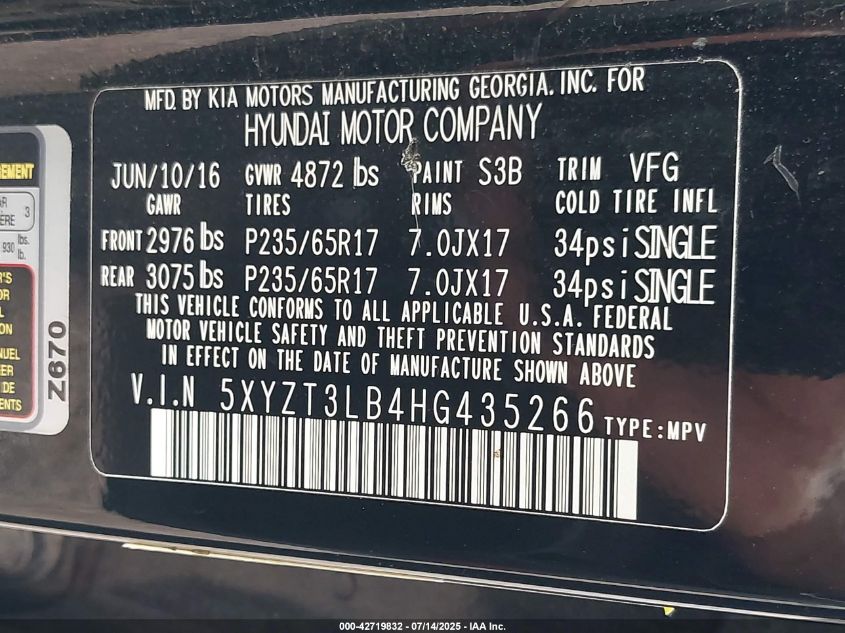 MFD. BY KIA MOTORS MANUFACTURING GEORGIA. INC. FOR
HYUNDAI MOTOR COMPANY
JUN/10/16 GVWR 4872 lbs PAINT S3B TRIM VFG
GAWR TIRES RIMS COLD TIRE INFL
FRONT 2976 lbs P235/65R17 7.0JX17 34psi SINGLE
REAR 3075 lbs P235/65R17 7.0JX17 34psi SINGLE
THIS VEHICLE CONFORMS TO ALL APPLICABLE U.S.A. FEDERAL
MOTOR VEHICLE SAFETY AND THEFT PREVENTION STANDARDS
IN EFFECT ON THE DATE OF MANUFACTURE SHOWN ABOVE
V.I.N 5XYZT3LB4HG435266 TYPE:MPV
3
930 lbs.
lb.
Z670
000-42719832 - 07/14/2025 - IAA Inc.